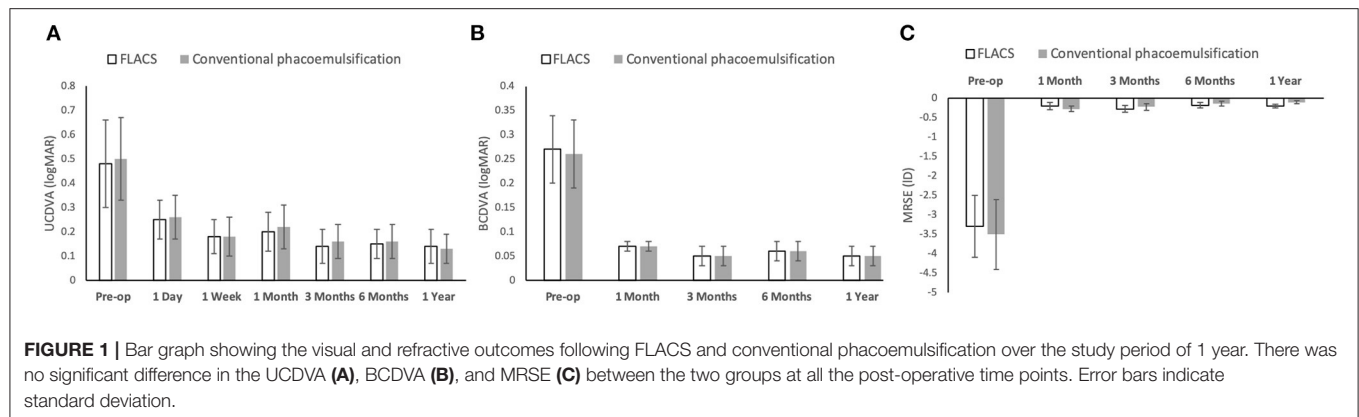 A
FLACS Conventional phacoemulsification
UCDVA (logMAR)
0.8
0.7
0.6
0.5
0.4
0.3
0.2
0.1
0
Pre-op 1 Day 1 Week 1 Month 3 Months 6 Months 1 Year
B
FLACS Conventional phacoemulsification
BCDVA (logMAR)
0.4
0.35
0.3
0.25
0.2
0.15
0.1
0.05
0
Pre-op 1 Month 3 Months 6 Months 1 Year
C
FLACS Conventional phacoemulsification
Pre-op 1 Month 3 Months 6 Months 1 Year
MRSE (ID)
0
-0.5
-1
-1.5
-2
-2.5
-3
-3.5
-4
-4.5
-5
FIGURE 1 | Bar graph showing the visual and refractive outcomes following FLACS and conventional phacoemulsification over the study period of 1 year. There was
no significant difference in the UCDVA (A), BCDVA (B), and MRSE (C) between the two groups at all the post-operative time points. Error bars indicate
standard deviation.